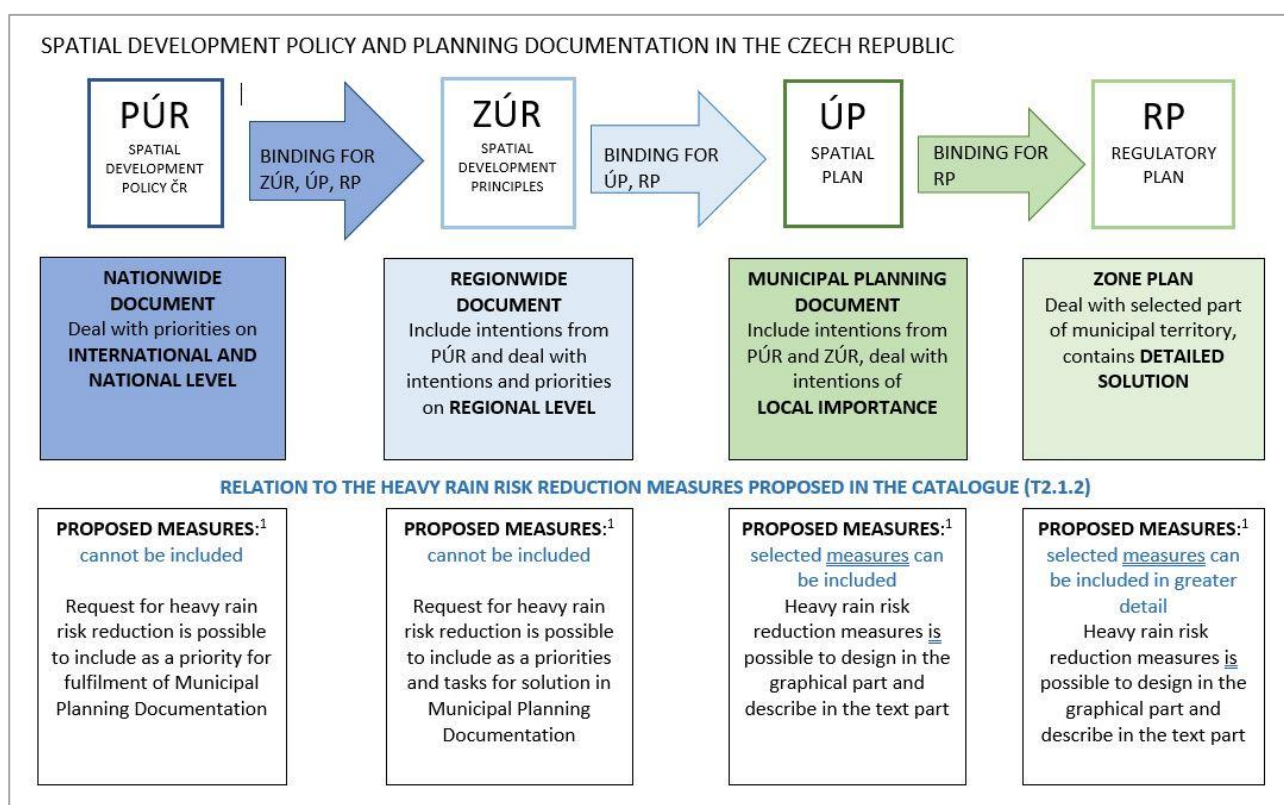 SPATIAL DEVELOPMENT POLICY AND PLANNING DOCUMENTATION IN THE CZECH REPUBLIC
PÚR
SPATIAL
DEVELOPMENT
POLICY ČR
BINDING FOR
ZÚR, ÚP, RP
ZÚR
SPATIAL
DEVELOPMENT
PRINCIPLES
BINDING FOR
ÚP, RP
ÚP
SPATIAL
PLAN
BINDING FOR
RP
RP
REGULATORY
PLAN
NATIONWIDE
DOCUMENT
Deal with priorities on
INTERNATIONAL AND
NATIONAL LEVEL
REGIONWIDE
DOCUMENT
Include intentions from
PÚR and deal with
intentions and priorities
on REGIONAL LEVEL
MUNICIPAL PLANNING
DOCUMENT
Include intentions from
PÚR and ZÚR, deal with
intentions of
LOCAL IMPORTANCE
ZONE PLAN
Deal with selected part
of municipal territory,
contains DETAILED
SOLUTION
RELATION TO THE HEAVY RAIN RISK REDUCTION MEASURES PROPOSED IN THE CATALOGUE (T2.1.2)
PROPOSED MEASURES:1
cannot be included
Request for heavy rain
risk reduction is possible
to include as a priority for
fulfilment of Municipal
Planning Documentation
PROPOSED MEASURES:1
cannot be included
Request for heavy rain
risk reduction is possible
to include as a priorities
and tasks for solution in
Municipal Planning
Documentation
PROPOSED MEASURES:1
selected measures can
be included
Heavy rain risk
reduction measures is
possible to design in the
graphical part and
describe in the text part
PROPOSED MEASURES:1
selected measures can
be included in greater
detail
Heavy rain risk
reduction measures is
possible to design in the
graphical part and
describe in the text part